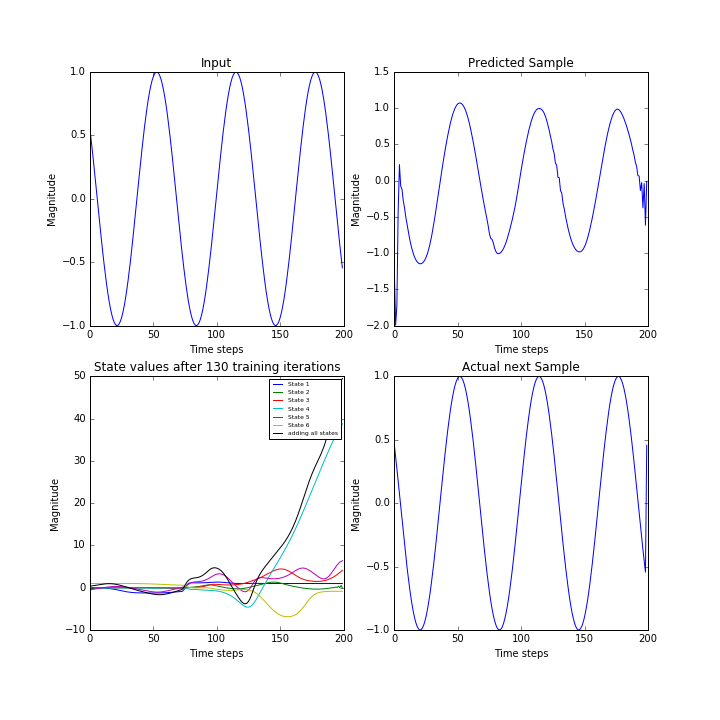 Input
Magnitude
1.0
0.5
0.0
−0.5
−1.0
0 50 100 150 200
Time steps
Predicted Sample
Magnitude
1.5
1.0
0.5
0.0
−0.5
−1.0
−1.5
−2.0
0 50 100 150 200
Time steps
State values after 130 training iterations
Magnitude
50
40
30
20
10
0
−10
0 50 100 150 200
Time steps
State 1
State 2
State 3
State 4
State 5
State 6
adding all states
Actual next Sample
Magnitude
1.0
0.5
0.0
−0.5
−1.0
0 50 100 150 200
Time steps